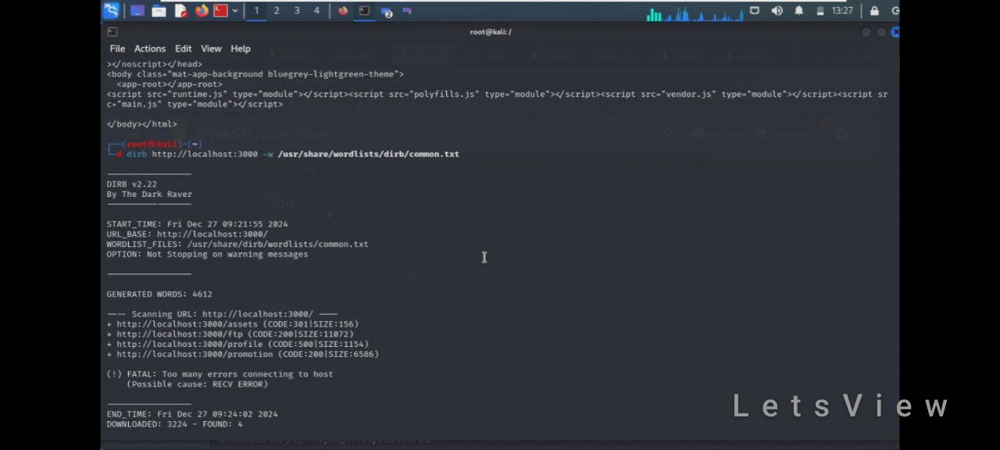 1 2 3 4 2 13:27
root@kali: /
File Actions Edit View Help
></noscript></head>
<body class="mat-app-background bluegrey-lightgreen-theme">
<app-root></app-root>
<script src="runtime.js" type="module"></script><script src="polyfills.js" type="module"></script><script src="vendor.js" type="module"></script><script sr
c="main.js" type="module"></script>
</body></html>
OWASP Juice Shop
┌──(root㉿kali)-[~]
└─# dirb http://localhost:3000 -w /usr/share/wordlists/dirb/common.txt
-----------------
DIRB v2.22
By The Dark Raver
-----------------
You
START_TIME: Fri Dec 27 09:21:55 2024
URL_BASE: http://localhost:3000/
WORDLIST_FILES: /usr/share/dirb/wordlists/common.txt
OPTION: Not Stopping on warning messages
-----------------
GENERATED WORDS: 4612
---- Scanning URL: http://localhost:3000/ ----
+ http://localhost:3000/assets (CODE:301|SIZE:156)
+ http://localhost:3000/ftp (CODE:200|SIZE:11072)
+ http://localhost:3000/profile (CODE:500|SIZE:1154)
+ http://localhost:3000/promotion (CODE:200|SIZE:6586)
(!) FATAL: Too many errors connecting to host
(Possible cause: RECV ERROR)
-----------------
END_TIME: Fri Dec 27 09:24:02 2024
DOWNLOADED: 3224 - FOUND: 4
LetsView